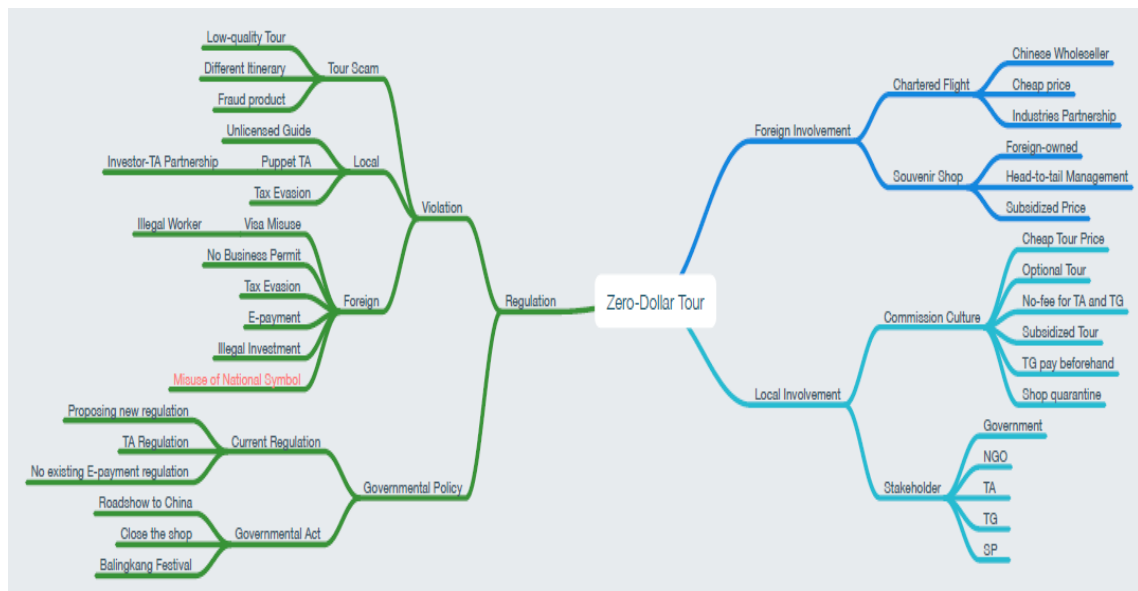 Zero-Dollar Tour
Regulation
Violation
Tour Scam
Low-quality Tour
Different Itinerary
Fraud product
Local
Unlicensed Guide
Puppet TA
Investor-TA Partnership
Tax Evasion
Foreign
Visa Misuse
Illegal Worker
No Business Permit
Tax Evasion
E-payment
Illegal Investment
Misuse of National Symbol
Governmental Policy
Current Regulation
Proposing new regulation
TA Regulation
No existing E-payment regulation
Governmental Act
Roadshow to China
Close the shop
Balingkang Festival
Foreign Involvement
Chartered Flight
Chinese Wholeseller
Cheap price
Industries Partnership
Souvenir Shop
Foreign-owned
Head-to-tail Management
Subsidized Price
Local Involvement
Commission Culture
Cheap Tour Price
Optional Tour
No-fee for TA and TG
Subsidized Tour
TG pay beforehand
Shop quarantine
Stakeholder
Government
NGO
TA
TG
SP